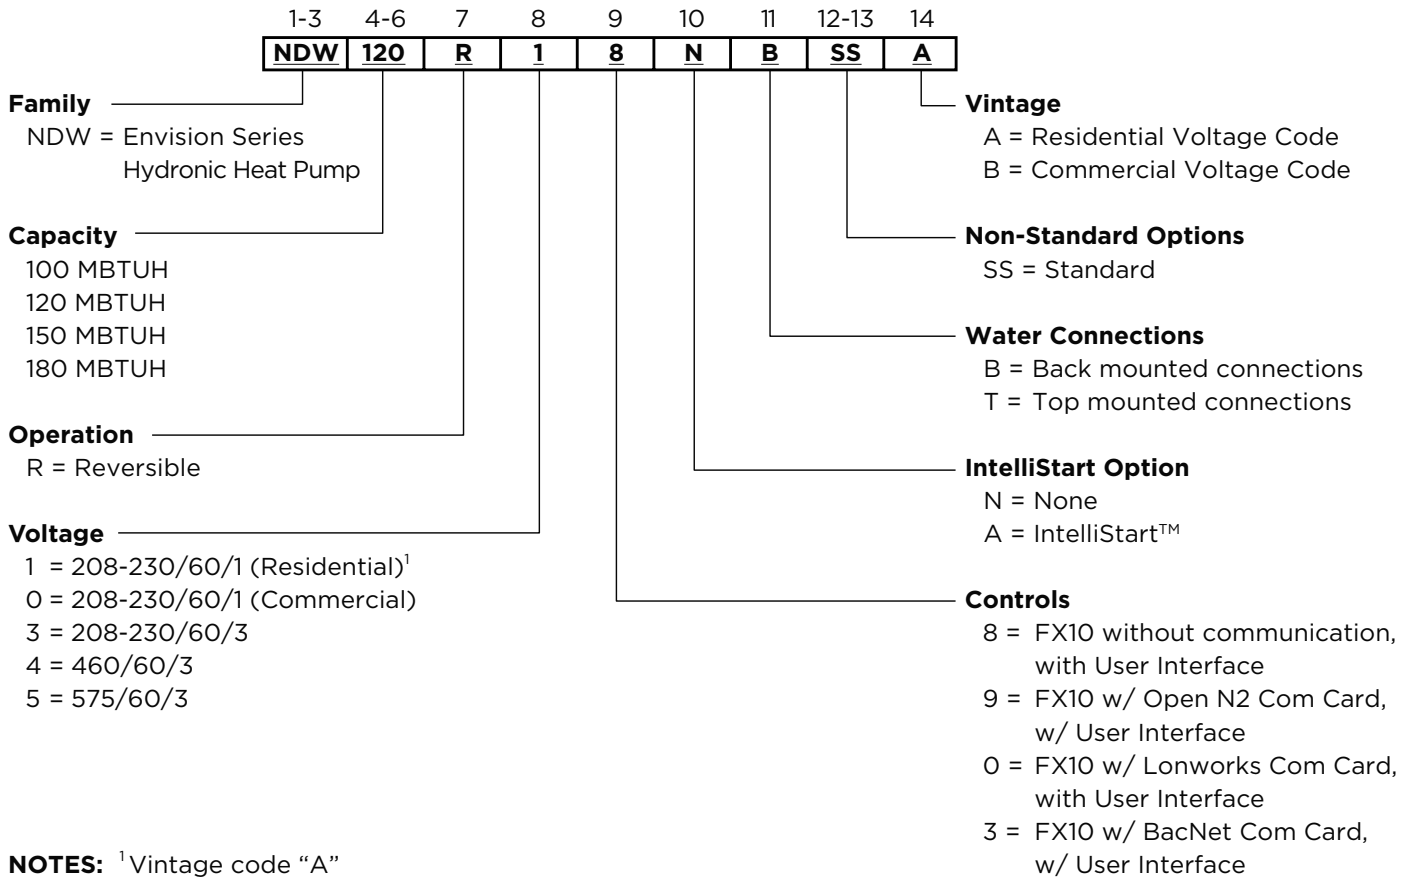 1-3 4-6 7 8 9 10 11 12-13 14
NDW 120 R 1 8 N B SS A
Family
NDW = Envision Series
Hydronic Heat Pump
Capacity
100 MBTUH
120 MBTUH
150 MBTUH
180 MBTUH
Operation
R = Reversible
Voltage
1 = 208-230/60/1 (Residential)¹
0 = 208-230/60/1 (Commercial)
3 = 208-230/60/3
4 = 460/60/3
5 = 575/60/3
NOTES: ¹ Vintage code “A”
Vintage
A = Residential Voltage Code
B = Commercial Voltage Code
Non-Standard Options
SS = Standard
Water Connections
B = Back mounted connections
T = Top mounted connections
IntelliStart Option
N = None
A = IntelliStart™
Controls
8 = FX10 without communication,
with User Interface
9 = FX10 w/ Open N2 Com Card,
w/ User Interface
0 = FX10 w/ Lonworks Com Card,
with User Interface
3 = FX10 w/ BacNet Com Card,
w/ User Interface